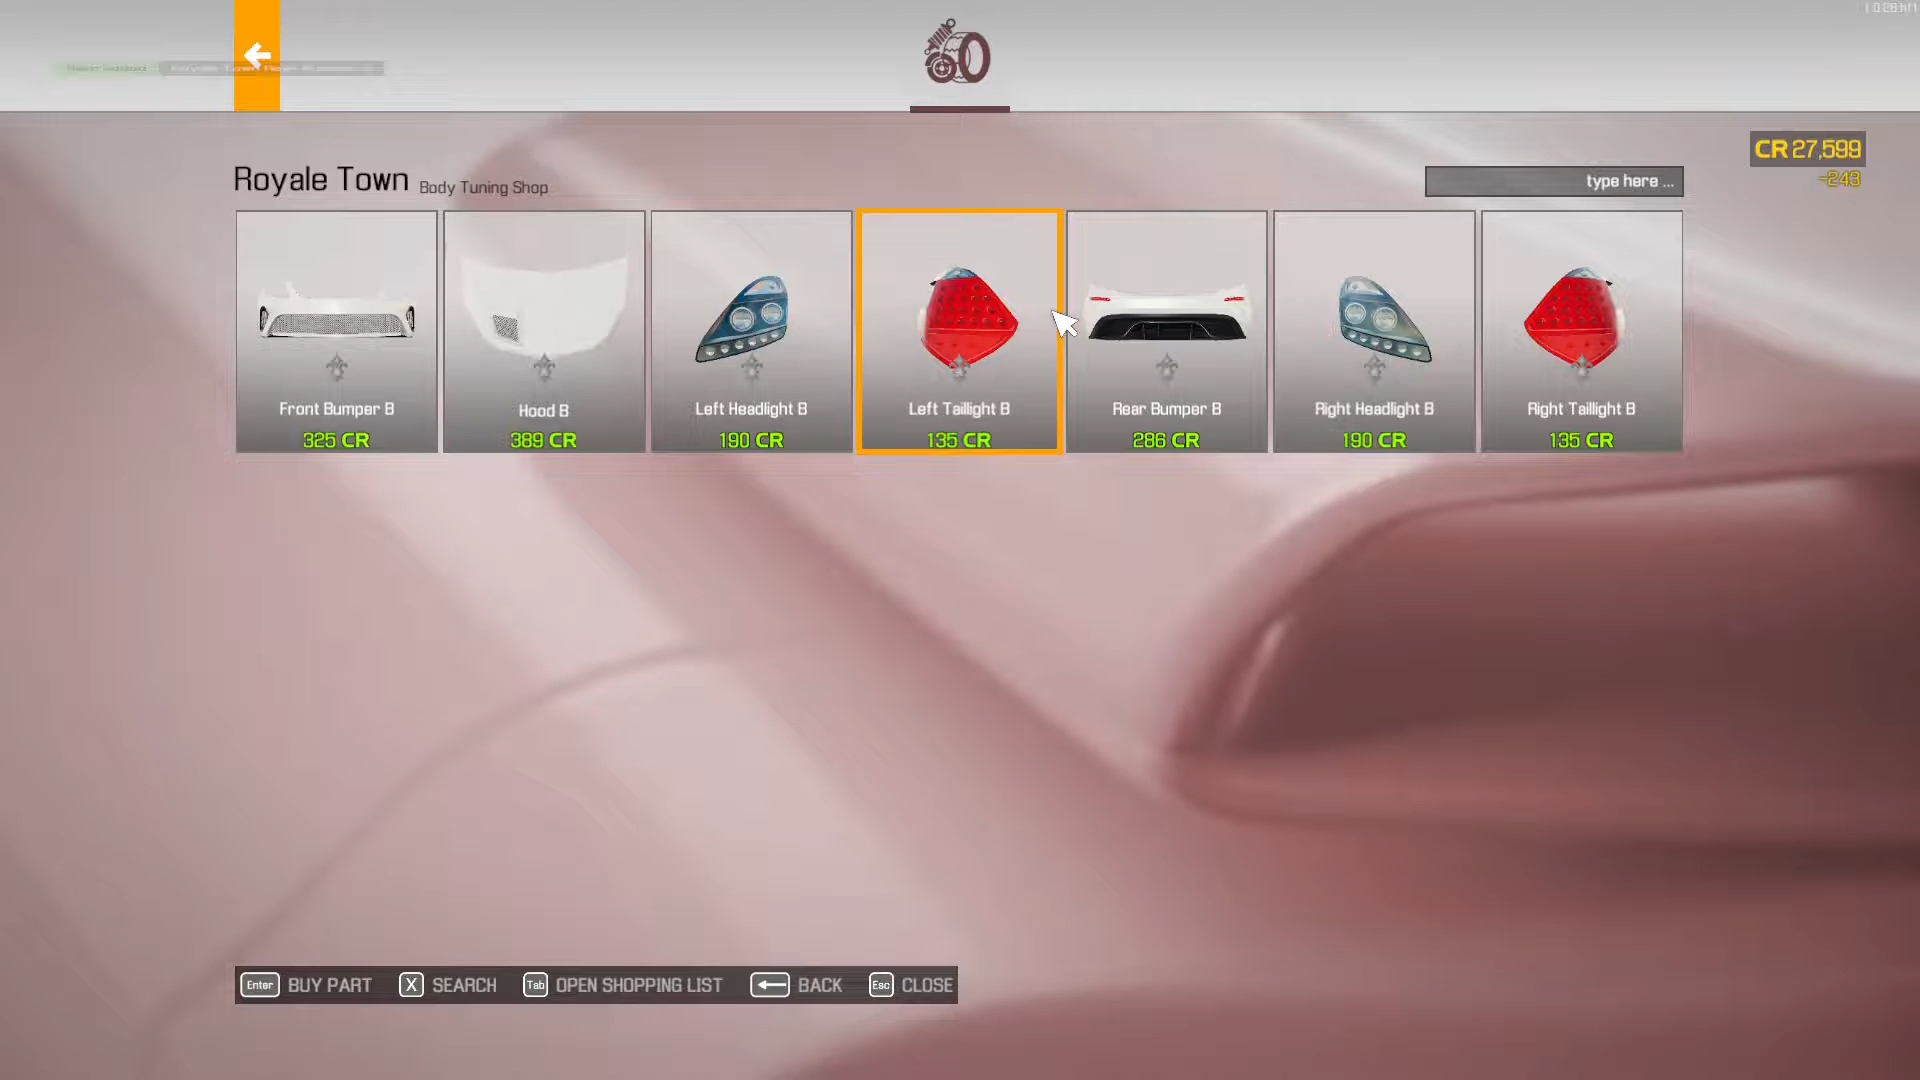 CR 27,599
-243
Royale Town Body Tuning Shop
type here ...
Front Bumper B
325 CR
Hood B
389 CR
Left Headlight B
190 CR
Left Taillight B
135 CR
Rear Bumper B
286 CR
Right Headlight B
190 CR
Right Taillight B
135 CR
Enter BUY PART X SEARCH Tab OPEN SHOPPING LIST BACK Esc CLOSE